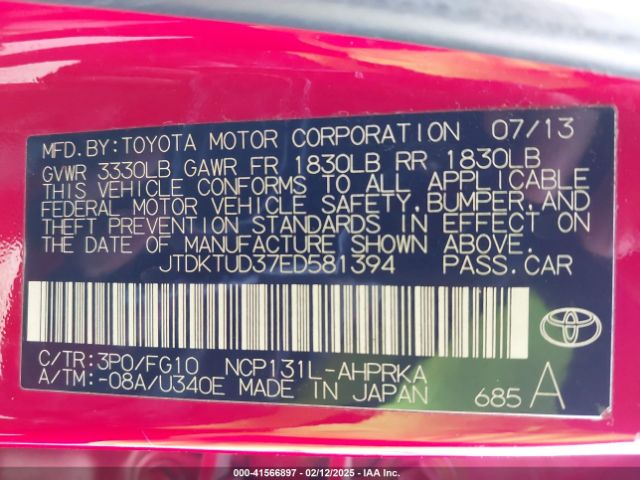 MFD.BY:TOYOTA MOTOR CORPORATION 07/13
GVWR 3330LB GAWR FR 1830LB RR 1830LB
THIS VEHICLE CONFORMS TO ALL APPLICABLE
FEDERAL MOTOR VEHICLE SAFETY,BUMPER,AND
THEFT PREVENTION STANDARDS IN EFFECT ON
THE DATE OF MANUFACTURE SHOWN ABOVE.
JTDKTUD37ED581394 PASS.CAR
C/TR:3P0/FG10 NCP131L-AHPRKA
A/TM:-08A/U340E MADE IN JAPAN 685 A
000-41566897 - 02/12/2025 - IAA Inc.